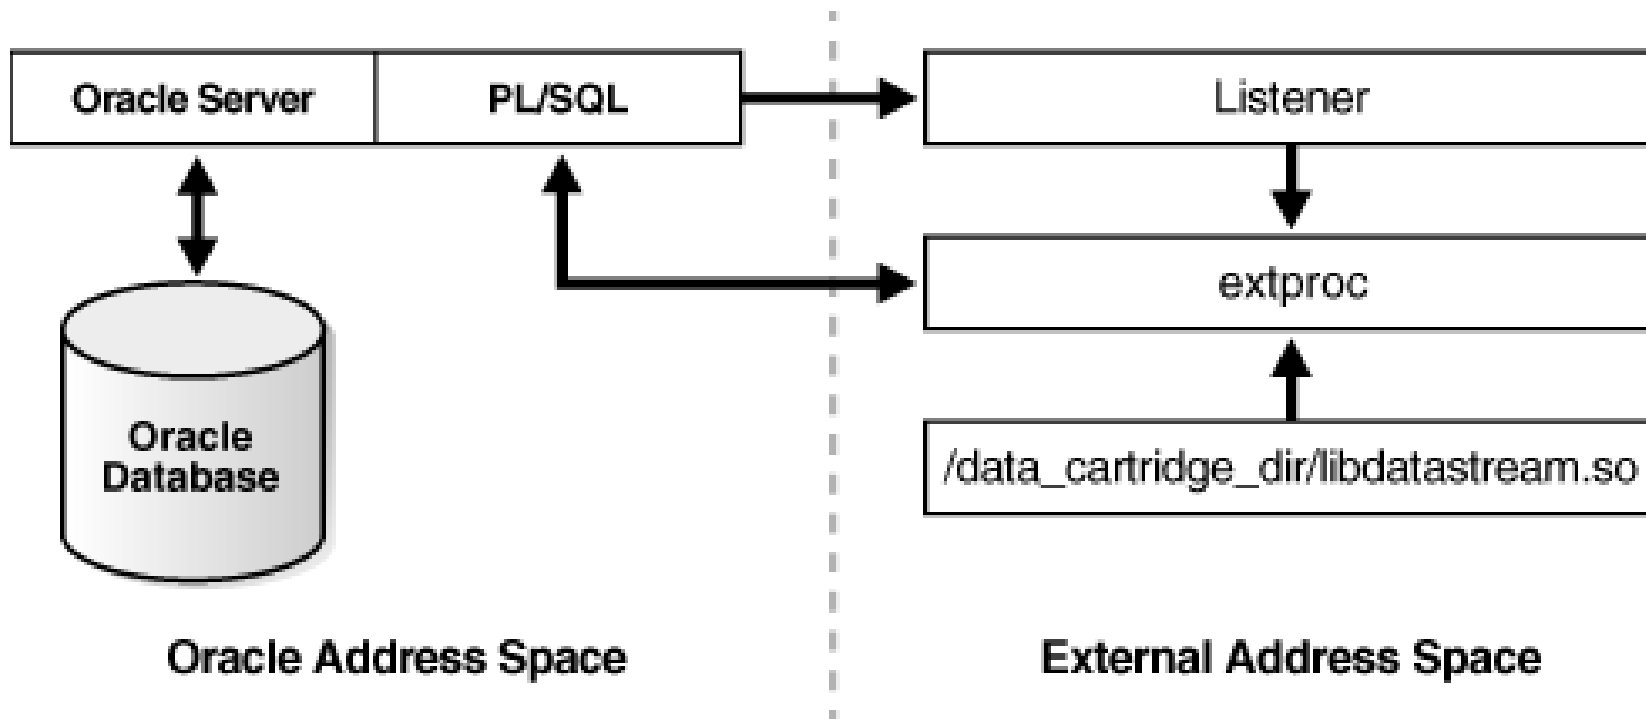 Oracle Server
PL/SQL
Listener
extproc
Oracle
Database
/data_cartridge_dir/libdatastream.so
Oracle Address Space
External Address Space